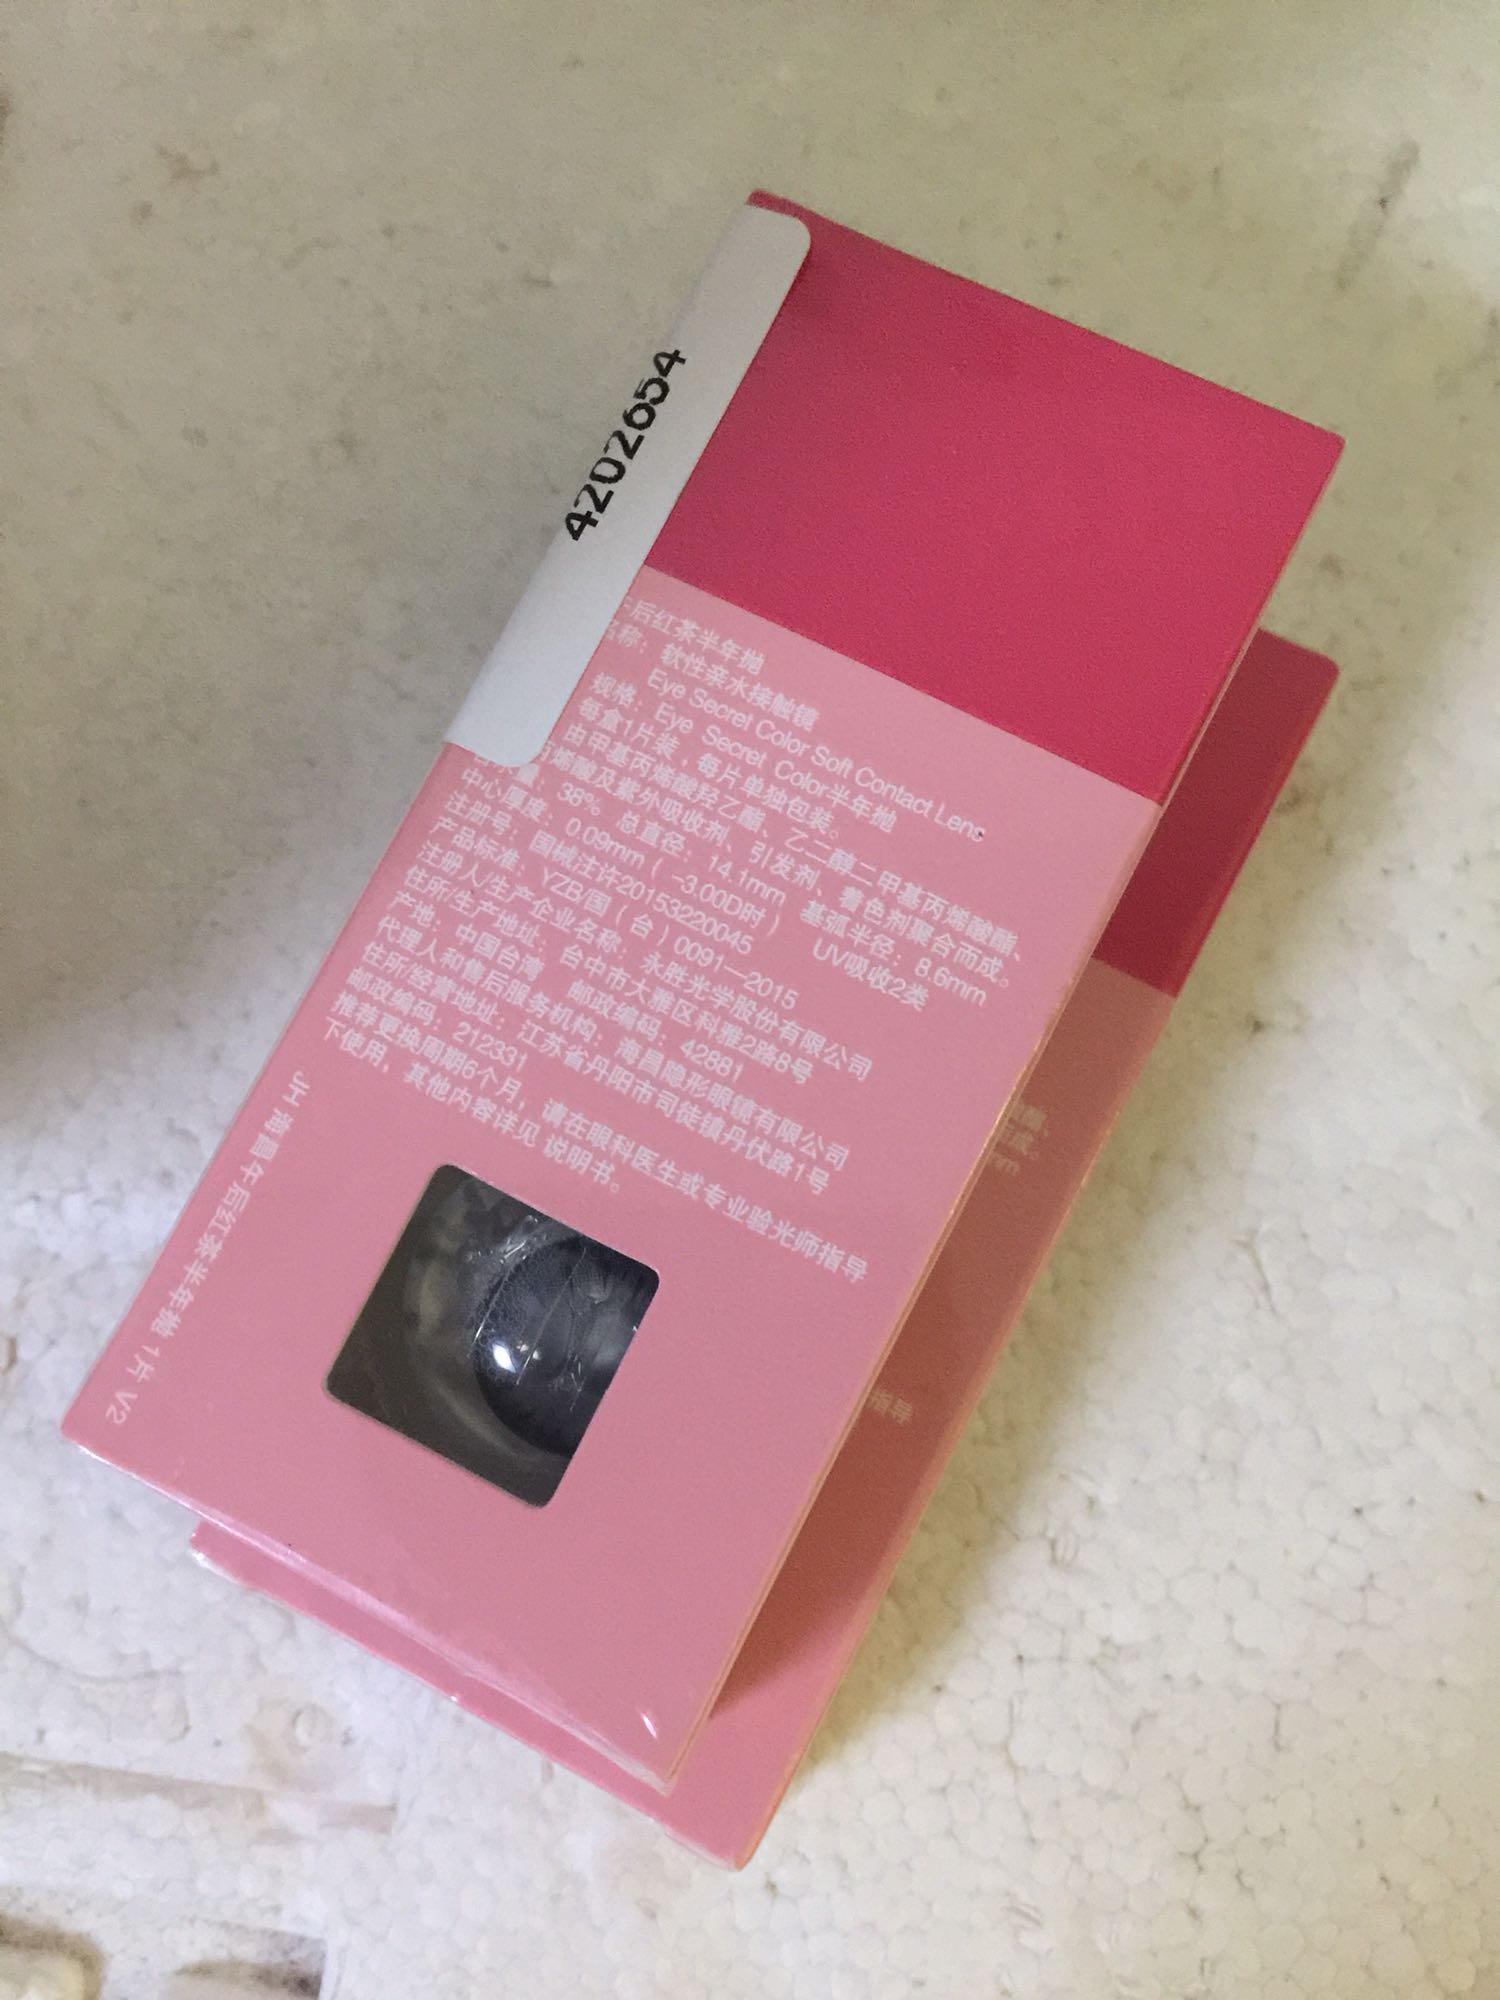 4202654
后红茶半年抛
名称： 软性亲水接触镜
Eye Secret Color Soft Contact Lens
规格：Eye Secret Color半年抛
每盒1片装，每片单独包装。
由甲基丙烯酸羟乙酯、乙二醇二甲基丙烯酸酯、
丙烯酸及紫外吸收剂、引发剂、着色剂聚合而成。
38% 总直径：14.1mm 基弧半径：8.6mm
中心厚度：0.09mm（-3.00D时） UV吸收2类
注册号：国械注许20153220045
产品标准：YZB/国（台）0091—2015
注册人/生产企业名称：永胜光学股份有限公司
住所/生产地址：台中市大雅区科雅2路8号
产地：中国台湾 邮政编码：42881
代理人和售后服务机构：海昌隐形眼镜有限公司
住所/经营地址：江苏省丹阳市司徒镇丹伏路1号
邮政编码：212331
推荐更换周期6个月，请在眼科医生或专业验光师指导
下使用，其他内容详见 说明书。
JH 海昌午后红茶半年抛 1片 V2
指导